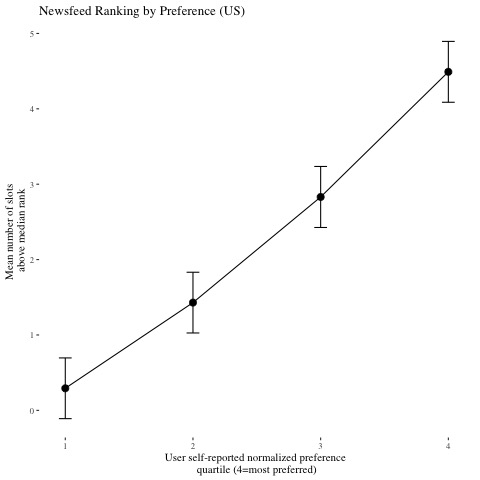 Newsfeed Ranking by Preference (US)
Mean number of slots
above median rank
5
4
3
2
1
0
1
2
3
4
User self-reported normalized preference
quartile (4=most preferred)